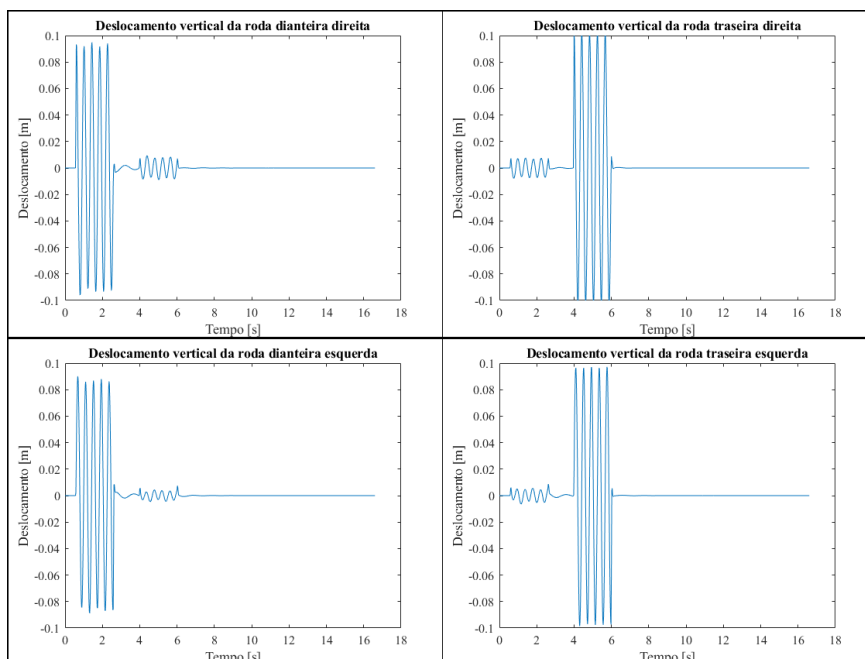 Deslocamento vertical da roda dianteira direita
Deslocamento [m]
0.1
0.08
0.06
0.04
0.02
0
-0.02
-0.04
-0.06
-0.08
-0.1
0 2 4 6 8 10 12 14 16 18
Tempo [s]
Deslocamento vertical da roda traseira direita
Deslocamento [m]
0.1
0.08
0.06
0.04
0.02
0
-0.02
-0.04
-0.06
-0.08
-0.1
0 2 4 6 8 10 12 14 16 18
Tempo [s]
Deslocamento vertical da roda dianteira esquerda
Deslocamento [m]
0.1
0.08
0.06
0.04
0.02
0
-0.02
-0.04
-0.06
-0.08
-0.1
0 2 4 6 8 10 12 14 16 18
Tempo [s]
Deslocamento vertical da roda traseira esquerda
Deslocamento [m]
0.1
0.08
0.06
0.04
0.02
0
-0.02
-0.04
-0.06
-0.08
-0.1
0 2 4 6 8 10 12 14 16 18
Tempo [s]